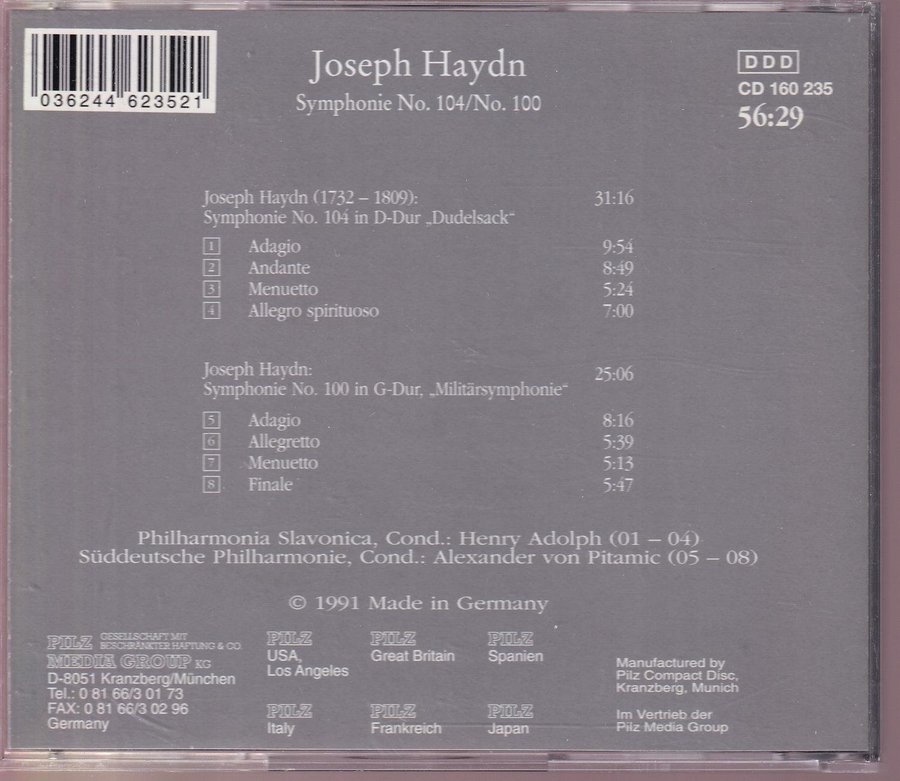 036244 623521
Joseph Haydn
Symphonie No. 104/No. 100
DDD
CD 160 235
56:29
Joseph Haydn (1732 – 1809): 31:16
Symphonie No. 104 in D-Dur „Dudelsack“
1 Adagio 9:54
2 Andante 8:49
3 Menuetto 5:24
4 Allegro spirituoso 7:00
Joseph Haydn: 25:06
Symphonie No. 100 in G-Dur, „Militärsymphonie“
5 Adagio 8:16
6 Allegretto 5:39
7 Menuetto 5:13
8 Finale 5:47
Philharmonia Slavonica, Cond.: Henry Adolph (01 – 04)
Süddeutsche Philharmonie, Cond.: Alexander von Pitamic (05 – 08)
© 1991 Made in Germany
PILZ GESELLSCHAFT MIT
BESCHRÄNKTER HAFTUNG & CO.
MEDIA GROUP KG
D-8051 Kranzberg/München
Tel.: 0 81 66/3 01 73
FAX: 0 81 66/3 02 96
Germany
PILZ
USA,
Los Angeles
PILZ
Great Britain
PILZ
Spanien
PILZ
Italy
PILZ
Frankreich
PILZ
Japan
Manufactured by
Pilz Compact Disc,
Kranzberg, Munich
Im Vertrieb der
Pilz Media Group